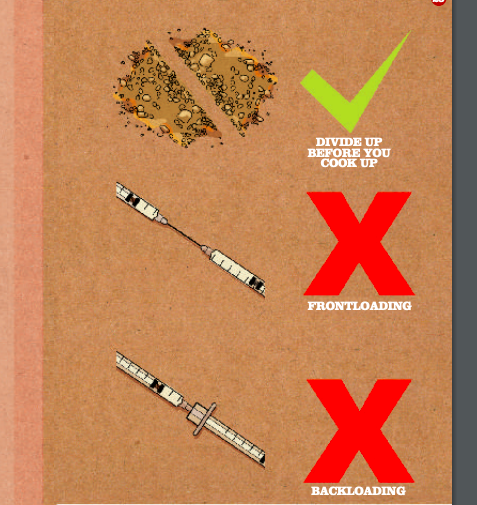 DIVIDE UP
BEFORE YOU
COOK UP
FRONTLOADING
BACKLOADING